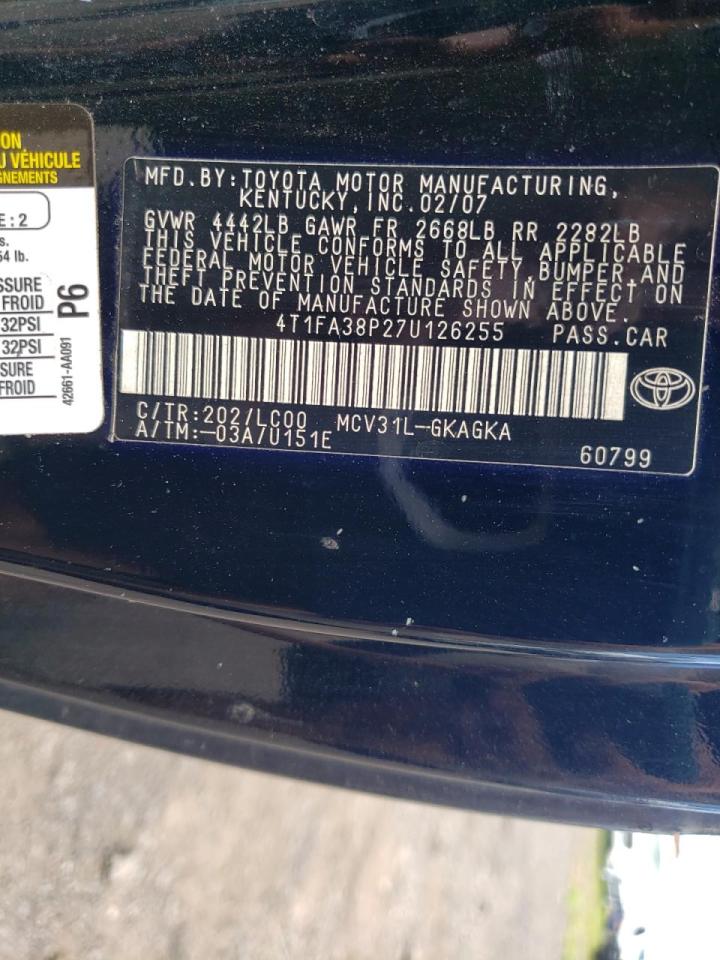 ON,
U VÉHICULE
GNEMENTS
E : 2
s.
54 lb.
SSURE
FROID
32PSI
32PSI
SURE
FROID
P6
42661-AA091
MFD.BY:TOYOTA MOTOR MANUFACTURING,
KENTUCKY,INC.02/07
GVWR 4442LB GAWR FR 2668LB RR 2282LB
THIS VEHICLE CONFORMS TO ALL APPLICABLE
FEDERAL MOTOR VEHICLE SAFETY,BUMPER,AND
THEFT PREVENTION STANDARDS IN EFFECT ON
THE DATE OF MANUFACTURE SHOWN ABOVE.
4T1FA38P27U126255 PASS.CAR
C/TR:202/LC00 MCV31L-GKAGKA
A/TM:-03A/U151E
60799